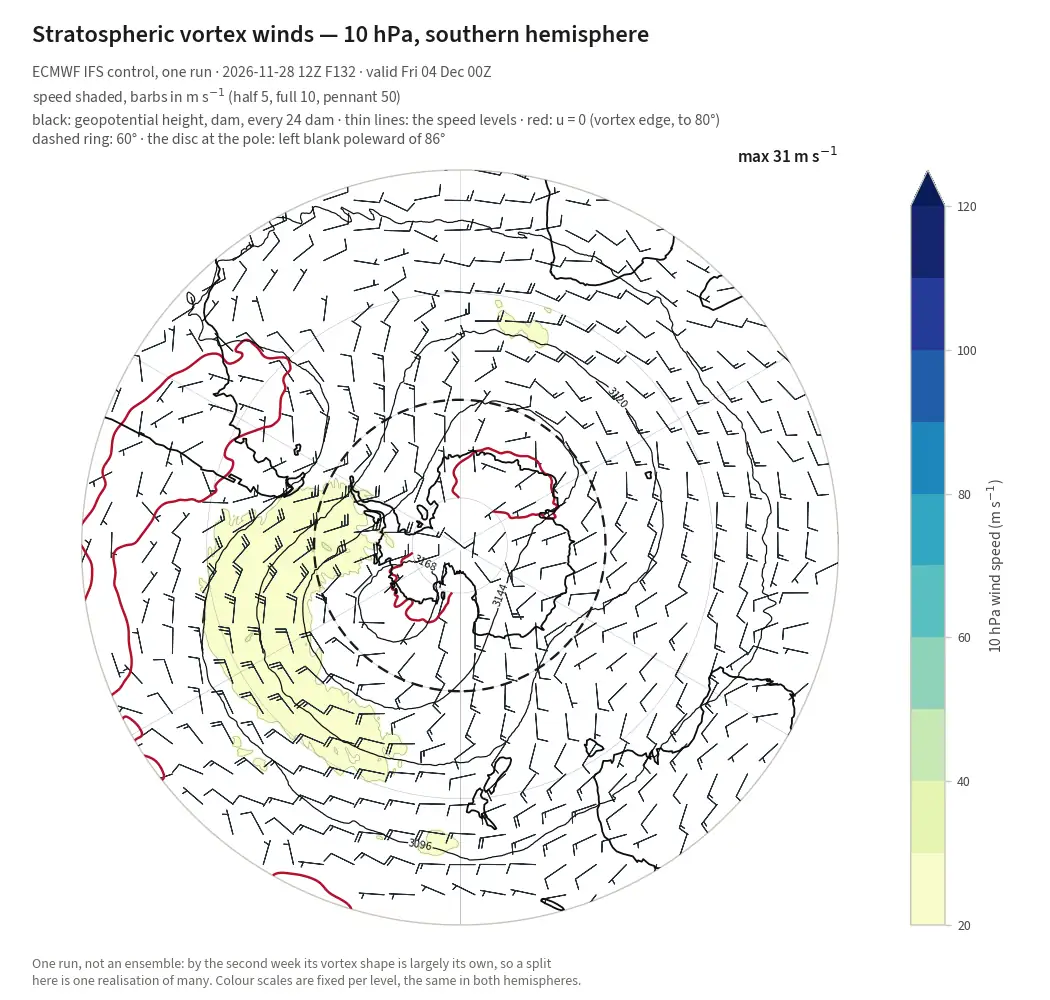 Stratospheric vortex winds — 10 hPa, southern hemisphere
ECMWF IFS control, one run · 2026-11-28 12Z F132 · valid Fri 04 Dec 00Z
speed shaded, barbs in m s⁻¹ (half 5, full 10, pennant 50)
black: geopotential height, dam, every 24 dam · thin lines: the speed levels · red: u = 0 (vortex edge, to 80°)
dashed ring: 60° · the disc at the pole: left blank poleward of 86°
max 31 m s⁻¹
120
100
80
60
40
20
10 hPa wind speed (m s⁻¹)
3120
3168
3144
3096
One run, not an ensemble: by the second week its vortex shape is largely its own, so a split
here is one realisation of many. Colour scales are fixed per level, the same in both hemispheres.